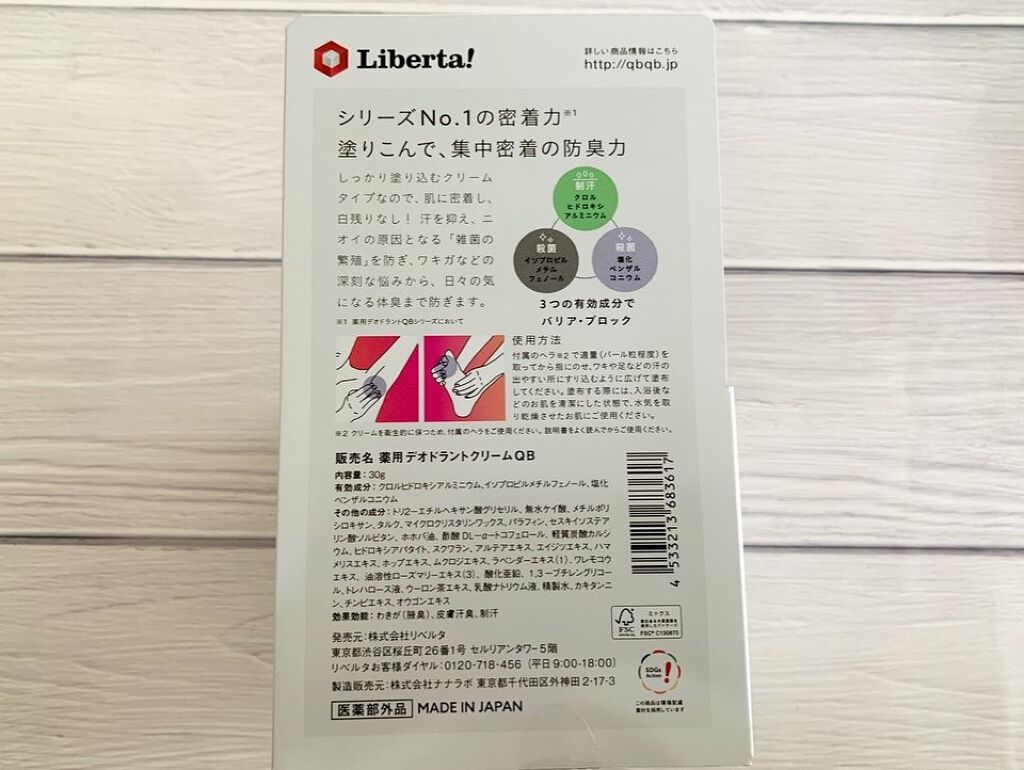 Liberta!
詳しい商品情報はこちら
http://qbqb.jp
シリーズNo.1の密着力※1
塗りこんで、集中密着の防臭力
しっかり塗り込むクリーム
タイプなので、肌に密着し、
白残りなし! 汗を抑え、ニ
オイの原因となる「雑菌の
繁殖」を防ぎ、ワキガなどの
深刻な悩みから、日々の気
になる体臭まで防ぎます。
※1 薬用デオドラントQBシリーズにおいて
制汗
クロル
ヒドロキシ
アルミニウム
殺菌
イソプロピル
メチル
フェノール
殺菌
塩化
ベンザル
コニウム
3つの有効成分で
バリア・ブロック
使用方法
付属のヘラ※2で適量(パール粒程度)を
取ってから指にのせ、ワキや足などの汗の
出やすい所にすり込むように広げて塗布
してください。塗布する際には、入浴後な
どのお肌を清潔にした状態で、水気を取
り乾燥させたお肌にご使用ください。
※2 クリームを衛生的に保つため、付属のヘラをご使用ください。説明書をよく読んでからご使用ください。
販売名 薬用デオドラントクリームQB
内容量:30g
有効成分:クロルヒドロキシアルミニウム、イソプロピルメチルフェノール、塩化
ベンザルコニウム
その他の成分:トリ2-エチルヘキサン酸グリセリル、無水ケイ酸、メチルポリ
シロキサン、タルク、マイクロクリスタリンワックス、パラフィン、セスキイソステア
リン酸ソルビタン、ホホバ油、酢酸DL-α-トコフェロール、軽質炭酸カルシ
ウム、ヒドロキシアパタイト、スクワラン、アルテアエキス、エイジツエキス、ハマ
メリスエキス、ホップエキス、ムクロジエキス、ラベンダーエキス(1)、ワレモコウ
エキス、油溶性ローズマリーエキス(3)、酸化亜鉛、1,3-ブチレングリコー
ル、トレハロース液、ウーロン茶エキス、乳酸ナトリウム液、精製水、カキタンニ
ン、チンピエキス、オウゴンエキス
効果効能:わきが(腋臭)、皮膚汗臭、制汗
発売元:株式会社リベルタ
東京都渋谷区桜丘町26番1号 セルリアンタワー5階
リベルタお客様ダイヤル:0120-718-456 (平日9:00-18:00)
製造販売元:株式会社ナナラボ 東京都千代田区外神田2-17-3
医薬部外品 MADE IN JAPAN
4 533213 683617
FSC
ミックス
FSC® C130870
SDGs
Action!
この商品は環境配慮
素材を採用しています